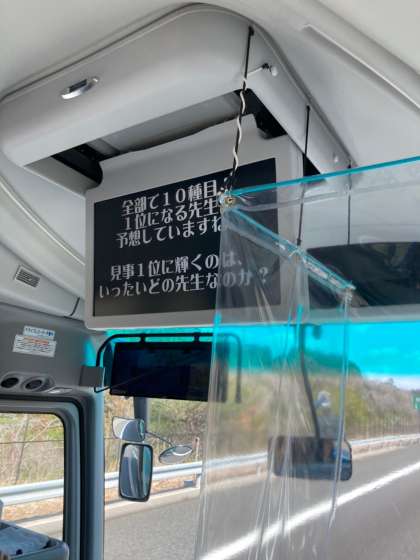 全部で10種目、
1位になる先生
予想していますね
見事1位に輝くのは、
いったいどの先生なのか?